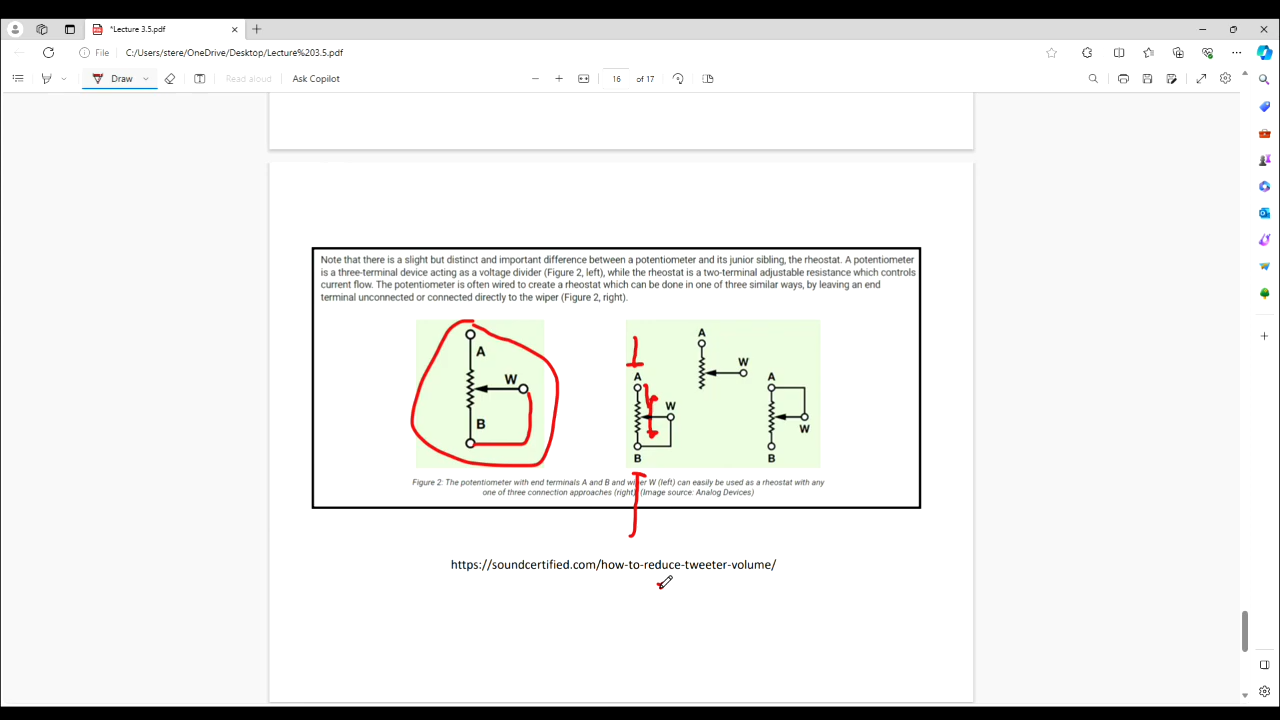 *Lecture 3.5.pdf
File
C:/Users/stere/OneDrive/Desktop/Lecture%203.5.pdf
Draw
Read aloud
Ask Copilot
16 of 17
Note that there is a slight but distinct and important difference between a potentiometer and its junior sibling, the rheostat. A potentiometer
is a three-terminal device acting as a voltage divider (Figure 2, left), while the rheostat is a two-terminal adjustable resistance which controls
current flow. The potentiometer is often wired to create a rheostat which can be done in one of three similar ways, by leaving an end
terminal unconnected or connected directly to the wiper (Figure 2, right).
A
W
B
A
W
B
A
W
A
W
B
Figure 2: The potentiometer with end terminals A and B and wiper W (left) can easily be used as a rheostat with any
one of three connection approaches (right). (Image source: Analog Devices)
https://soundcertified.com/how-to-reduce-tweeter-volume/